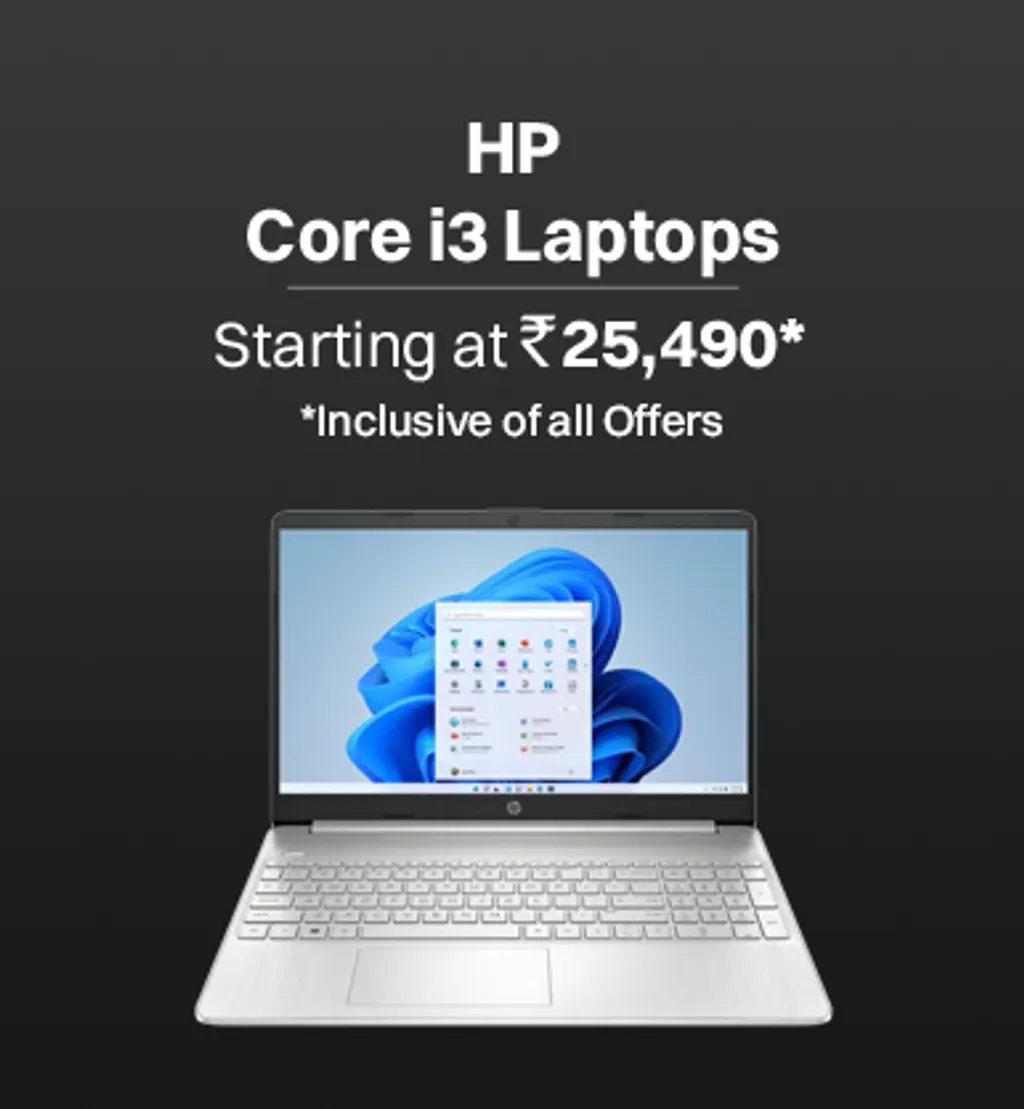 HP
Core i3 Laptops
Starting at ₹25,490*
*Inclusive of all Offers